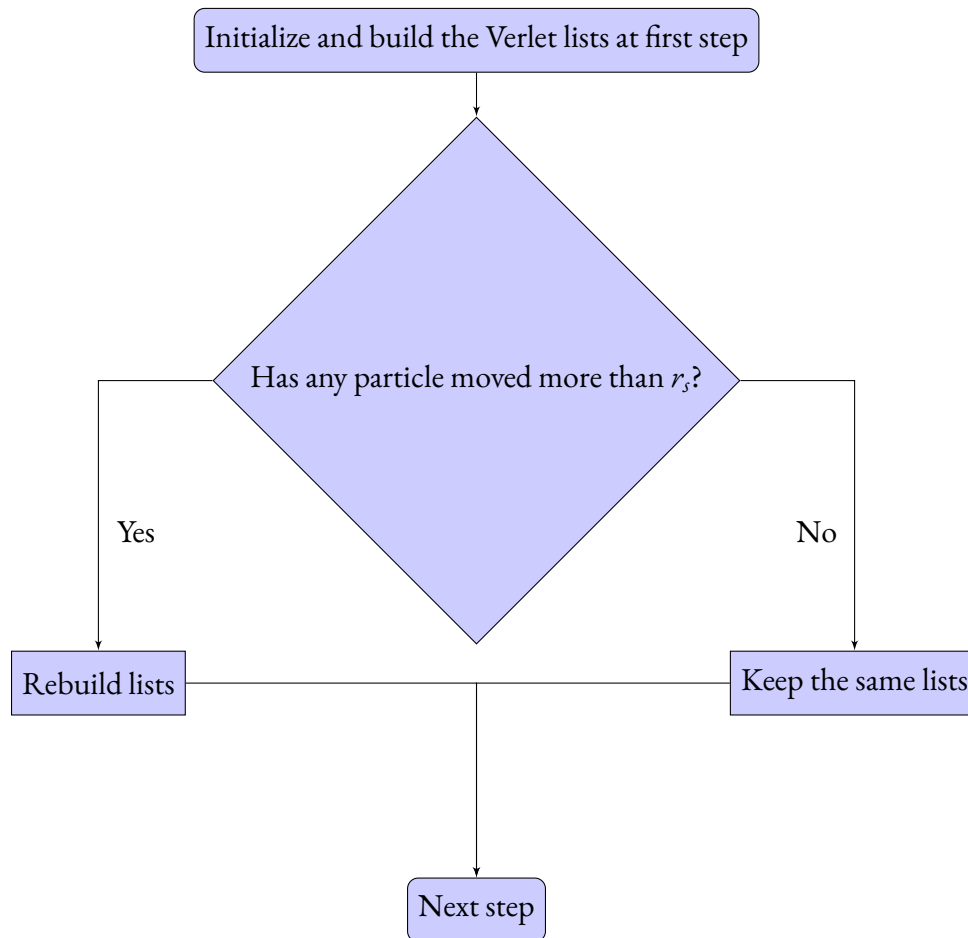 Initialize and build the Verlet lists at first step
Has any particle moved more than r_s?
Yes
No
Rebuild lists
Keep the same lists
Next step